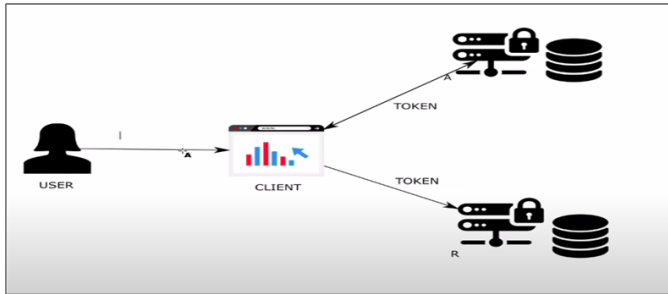 A
TOKEN
A
USER
CLIENT
TOKEN
R